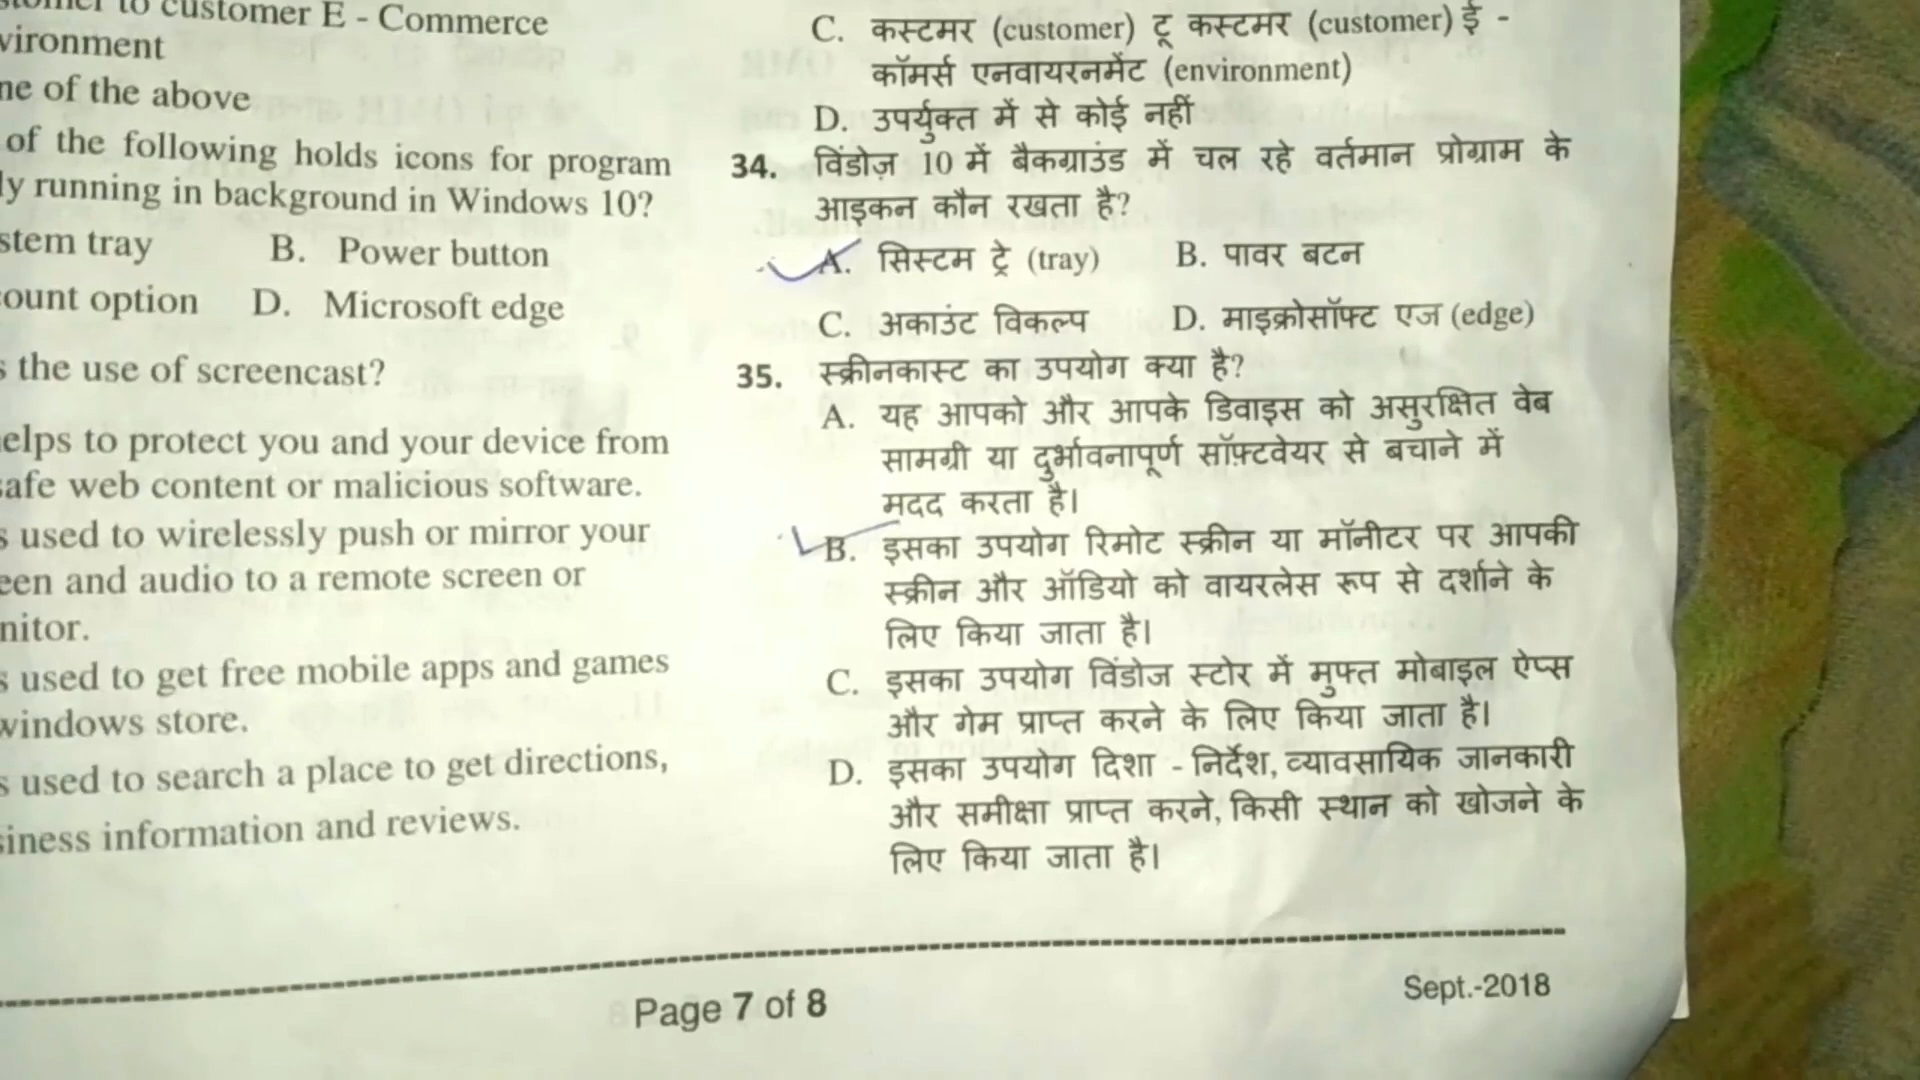 to customer E - Commerce
vironment
ne of the above
of the following holds icons for program
ly running in background in Windows 10?
stem tray B. Power button
ount option D. Microsoft edge
s the use of screencast?
elps to protect you and your device from
safe web content or malicious software.
s used to wirelessly push or mirror your
een and audio to a remote screen or
nitor.
s used to get free mobile apps and games
windows store.
s used to search a place to get directions,
siness information and reviews.
C. कस्टमर (customer) टू कस्टमर (customer) ई -
कॉमर्स एनवायरनमेंट (environment)
D. उपर्युक्त में से कोई नहीं
34. विंडोज़ 10 में बैकग्राउंड में चल रहे वर्तमान प्रोग्राम के
आइकन कौन रखता है?
A. सिस्टम ट्रे (tray) B. पावर बटन
C. अकाउंट विकल्प D. माइक्रोसॉफ्ट एज (edge)
35. स्क्रीनकास्ट का उपयोग क्या है?
A. यह आपको और आपके डिवाइस को असुरक्षित वेब
सामग्री या दुर्भावनापूर्ण सॉफ़्टवेयर से बचाने में
मदद करता है।
B. इसका उपयोग रिमोट स्क्रीन या मॉनीटर पर आपकी
स्क्रीन और ऑडियो को वायरलेस रूप से दर्शाने के
लिए किया जाता है।
C. इसका उपयोग विंडोज स्टोर में मुफ्त मोबाइल ऐप्स
और गेम प्राप्त करने के लिए किया जाता है।
D. इसका उपयोग दिशा - निर्देश, व्यावसायिक जानकारी
और समीक्षा प्राप्त करने, किसी स्थान को खोजने के
लिए किया जाता है।
Page 7 of 8
Sept.-2018